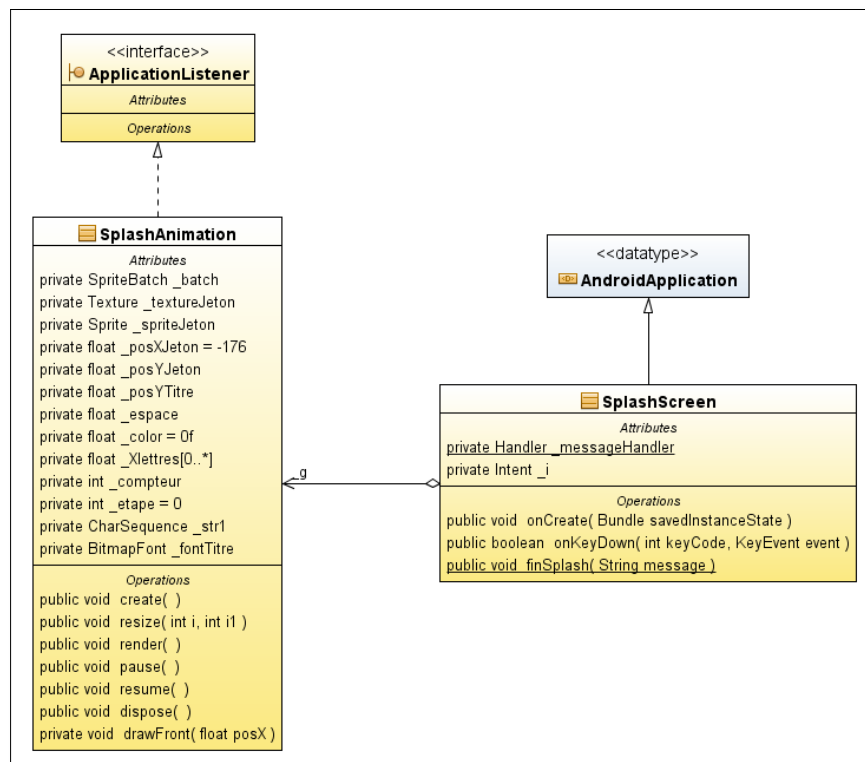 <<interface>>
ApplicationListener
Attributes
Operations
SplashAnimation
Attributes
private SpriteBatch _batch
private Texture _textureJeton
private Sprite _spriteJeton
private float _posXJeton = -176
private float _posYJeton
private float _posYTitre
private float _espace
private float _color = 0f
private float _Xlettres[0..*]
private int _compteur
private int _etape = 0
private CharSequence _str1
private BitmapFont _fontTitre
Operations
public void create( )
public void resize( int i, int i1 )
public void render( )
public void pause( )
public void resume( )
public void dispose( )
private void drawFront( float posX )
_g
<<datatype>>
AndroidApplication
SplashScreen
Attributes
private Handler _messageHandler
private Intent _i
Operations
public void onCreate( Bundle savedInstanceState )
public boolean onKeyDown( int keyCode, KeyEvent event )
public void finSplash( String message )